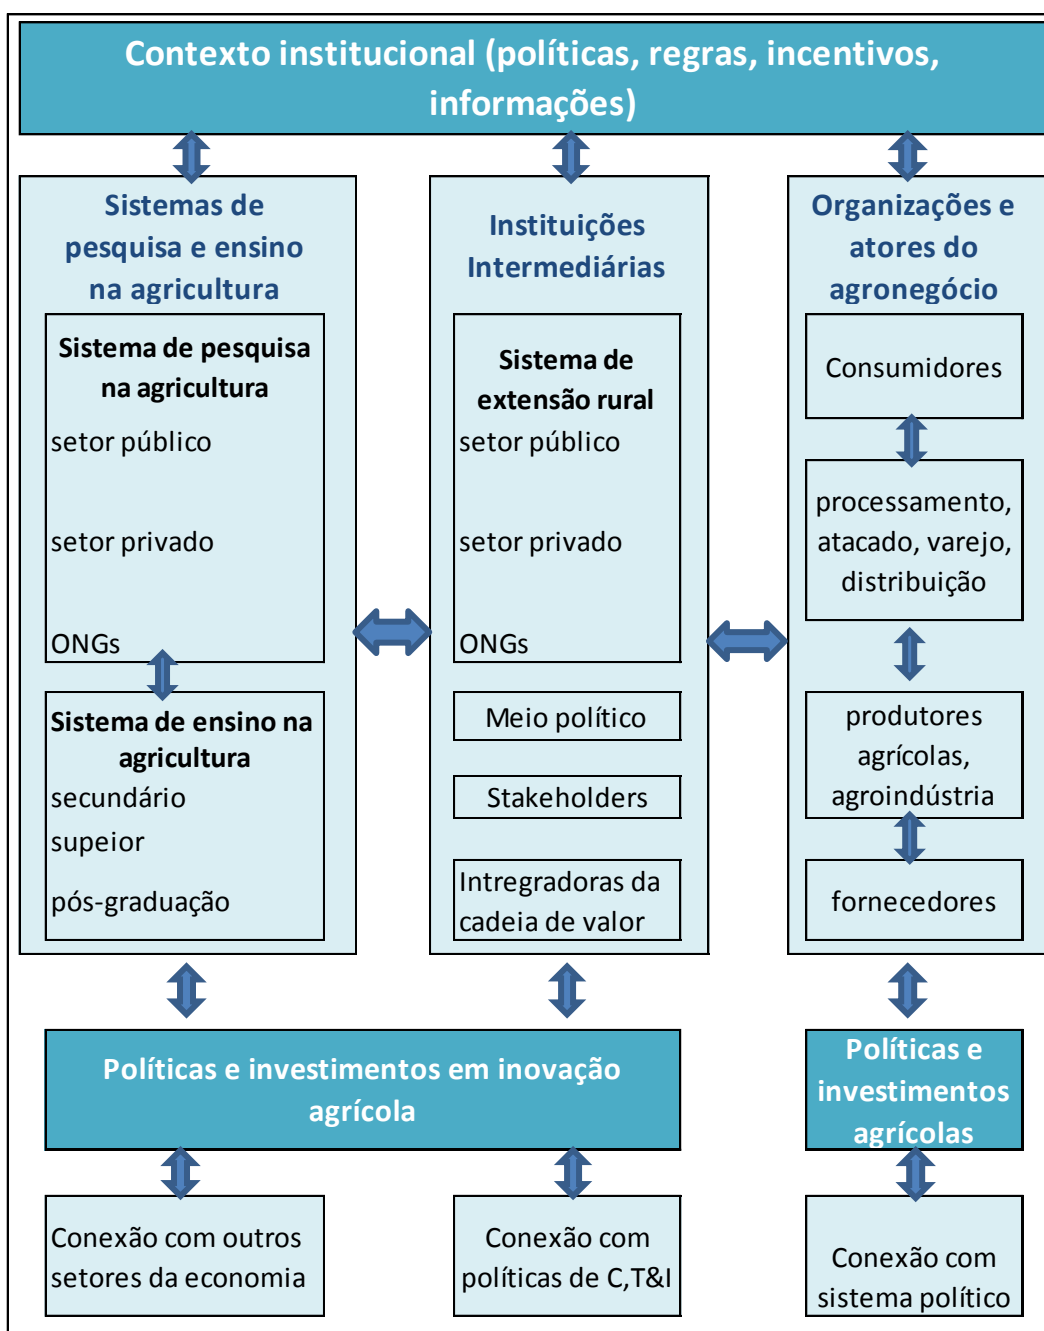 Contexto institucional (políticas, regras, incentivos,
informações)
Sistemas de
pesquisa e ensino
na agricultura
Sistema de pesquisa
na agricultura
setor público
setor privado
ONGs
Sistema de ensino na
agricultura
secundário
supeior
pós-graduação
Instituições
Intermediárias
Sistema de
extensão rural
setor público
setor privado
ONGs
Meio político
Stakeholders
Intregradoras da
cadeia de valor
Organizações e
atores do
agronegócio
Consumidores
processamento,
atacado, varejo,
distribuição
produtores
agrícolas,
agroindústria
fornecedores
Políticas e investimentos em inovação
agrícola
Políticas e
investimentos
agrícolas
Conexão com outros
setores da economia
Conexão com
políticas de C,T&I
Conexão com
sistema político